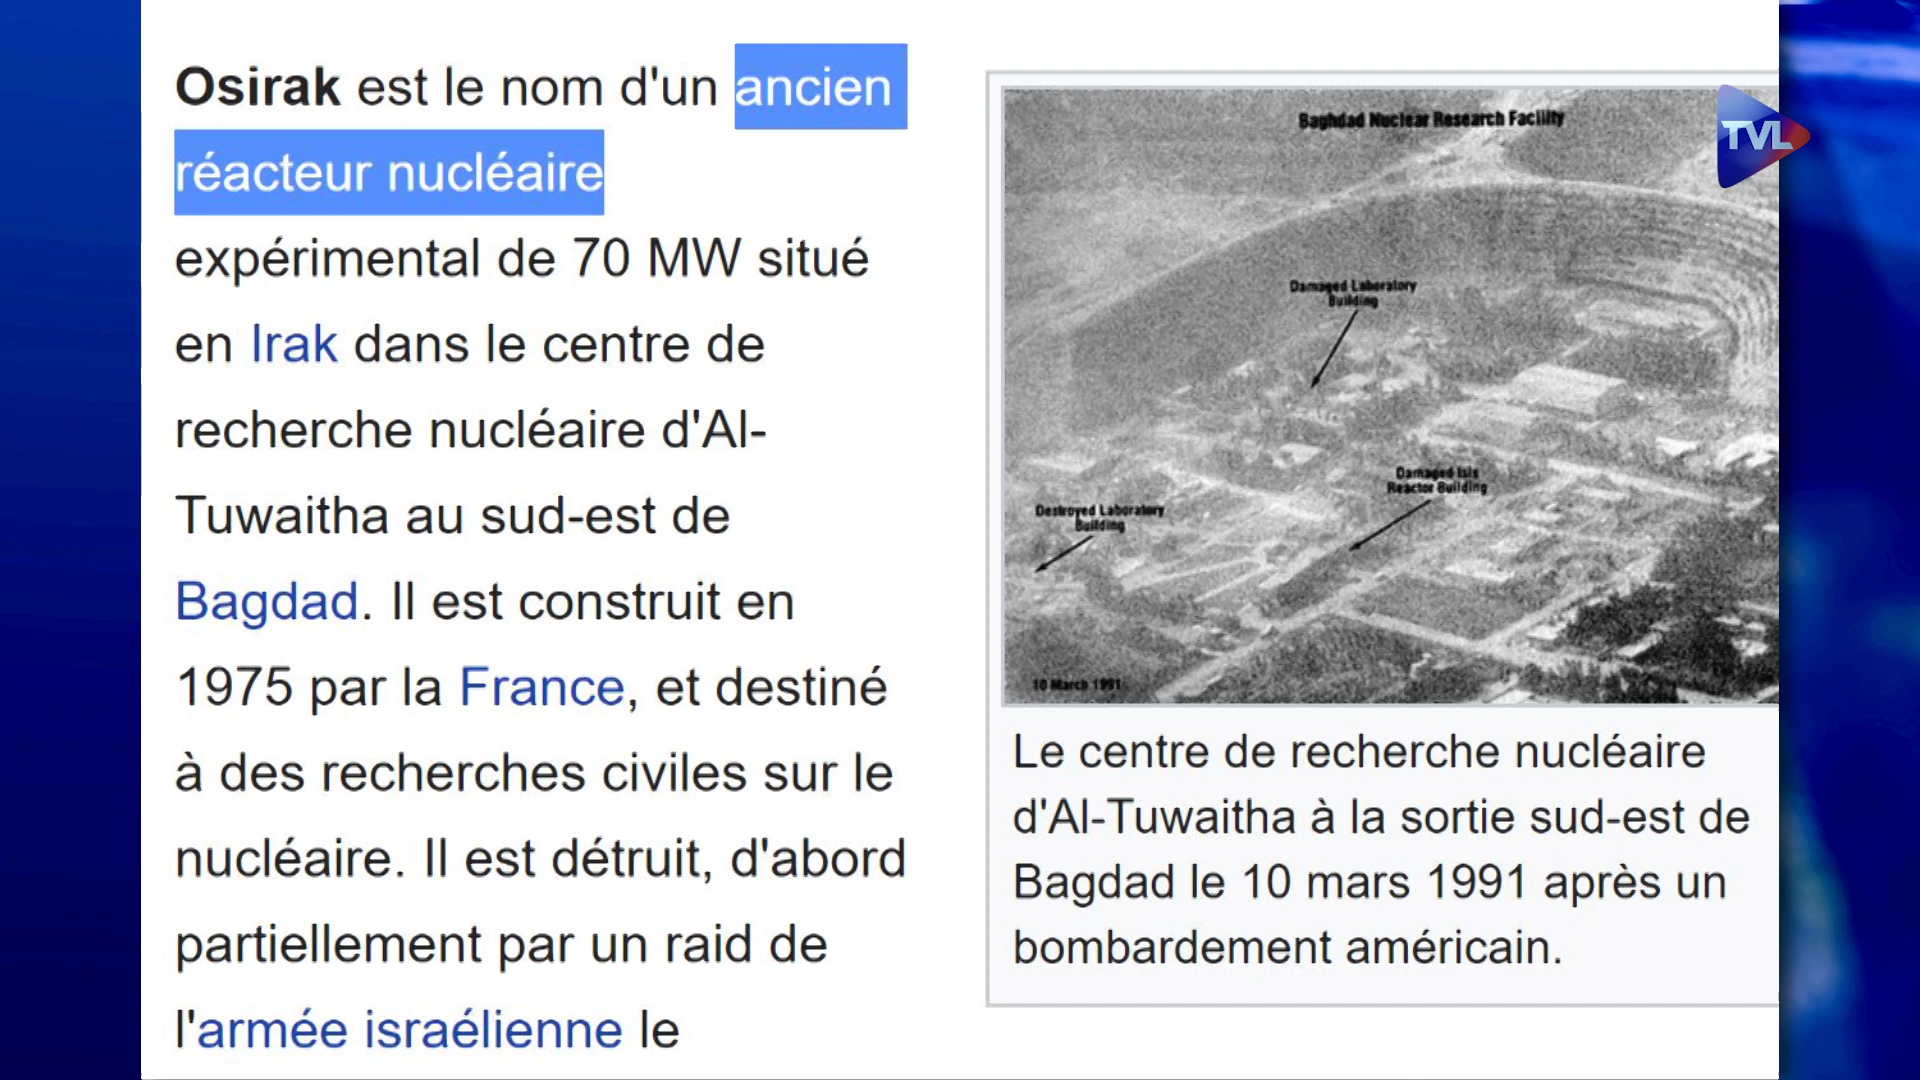 Osirak est le nom d'un ancien
réacteur nucléaire
expérimental de 70 MW situé
en Irak dans le centre de
recherche nucléaire d'Al-
Tuwaitha au sud-est de
Bagdad. Il est construit en
1975 par la France, et destiné
à des recherches civiles sur le
nucléaire. Il est détruit, d'abord
partiellement par un raid de
l'armée israélienne le
Baghdad Nuclear Research Facility
Damaged Laboratory
Building
Damaged Isis
Reactor Building
Destroyed Laboratory
Building
10 March 1991
Le centre de recherche nucléaire
d'Al-Tuwaitha à la sortie sud-est de
Bagdad le 10 mars 1991 après un
bombardement américain.
TVL